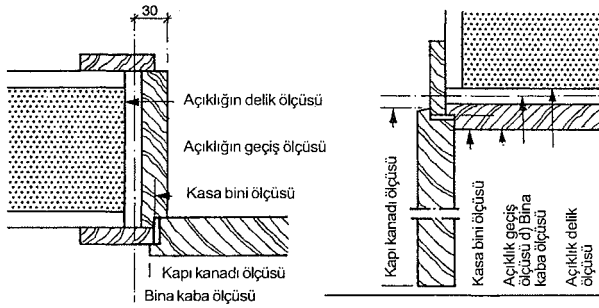 30
Açıklığın delik ölçüsü
Açıklığın geçiş ölçüsü
Kasa bini ölçüsü
Kapı kanadı ölçüsü
Bina kaba ölçüsü
Kapı kanadı ölçüsü
Kasa bini ölçüsü
Açıklık geçiş
ölçüsü d) Bina
kaba ölçüsü
Açıklık delik
ölçüsü